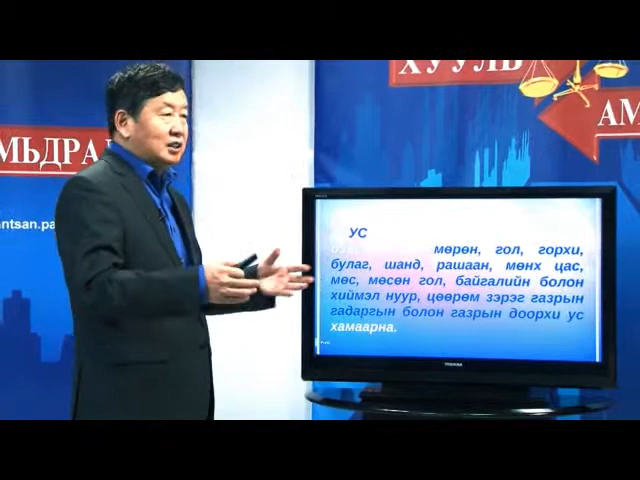 ХУУЛЬ
АМ
МЬДРА
ntsan.pa
УС
мөрөн, гол, горхи,
булаг, шанд, рашаан, мөнх цас,
мөс, мөсөн гол, байгалийн болон
хиймэл нуур, цөөрөм зэрэг газрын
гадаргын болон газрын доорхи ус
хамаарна.
TOSHIBA